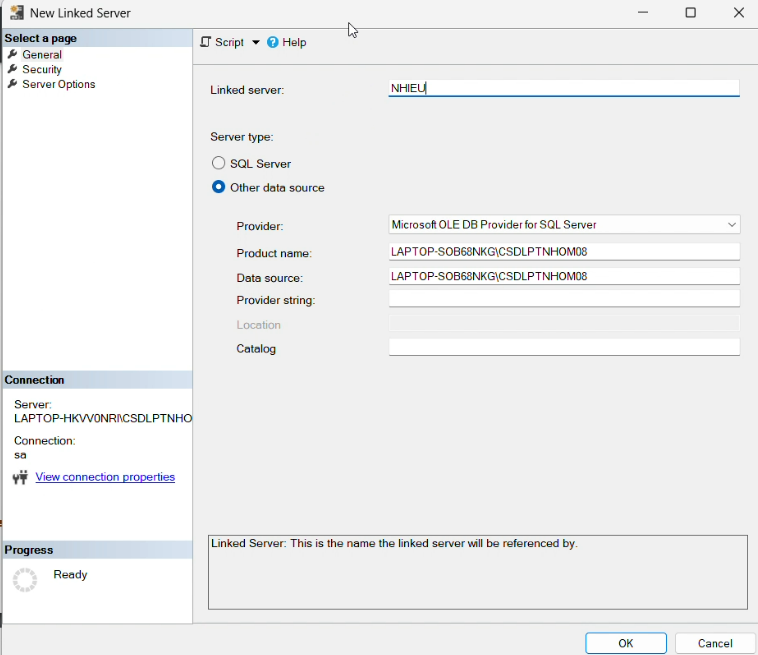 New Linked Server
Select a page
General
Security
Server Options
Script
Help
Linked server:
NHIEU
Server type:
SQL Server
Other data source
Provider:
Microsoft OLE DB Provider for SQL Server
Product name:
LAPTOP-SOB68NKG\CSDLPTNHOM08
Data source:
LAPTOP-SOB68NKG\CSDLPTNHOM08
Provider string:
Location
Catalog
Connection
Server:
LAPTOP-HKVV0NRI\CSDLPTNHO
Connection:
sa
View connection properties
Progress
Ready
Linked Server: This is the name the linked server will be referenced by.
OK
Cancel